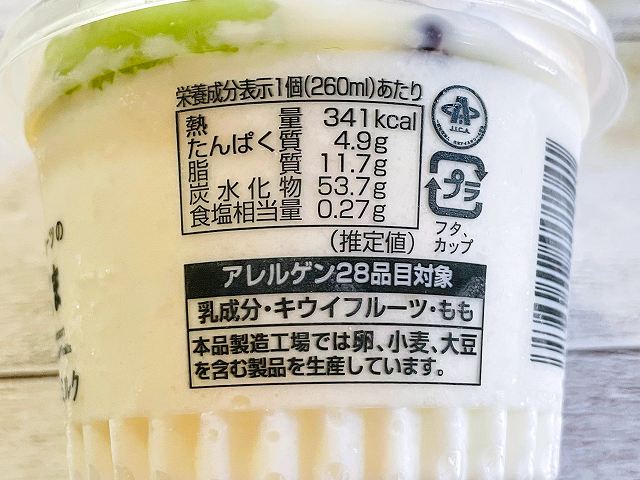 栄養成分表示1個(260ml)あたり
熱量 341kcal
たんぱく質 4.9g
脂質 11.7g
炭水化物 53.7g
食塩相当量 0.27g
(推定値)
J.I.C.A
プラ
フタ、
カップ
アレルゲン28品目対象
乳成分・キウイフルーツ・もも
本品製造工場では卵、小麦、大豆
を含む製品を生産しています。
ーツの
ルク